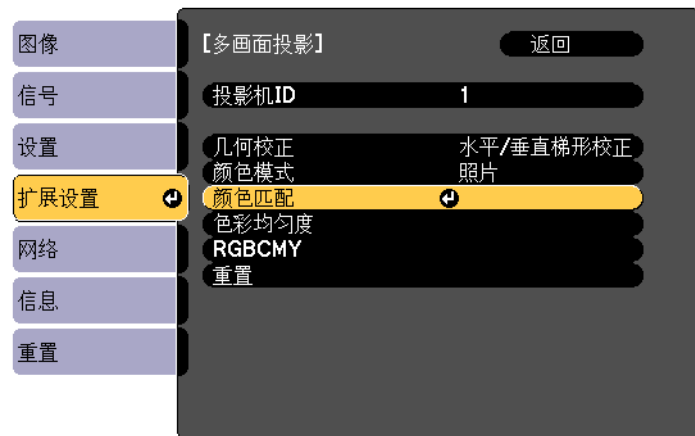 图像
信号
设置
扩展设置
网络
信息
重置
[多画面投影]
返回
投影机ID 1
几何校正 水平/垂直梯形校正
颜色模式 照片
颜色匹配
色彩均匀度
RGBCMY
重置